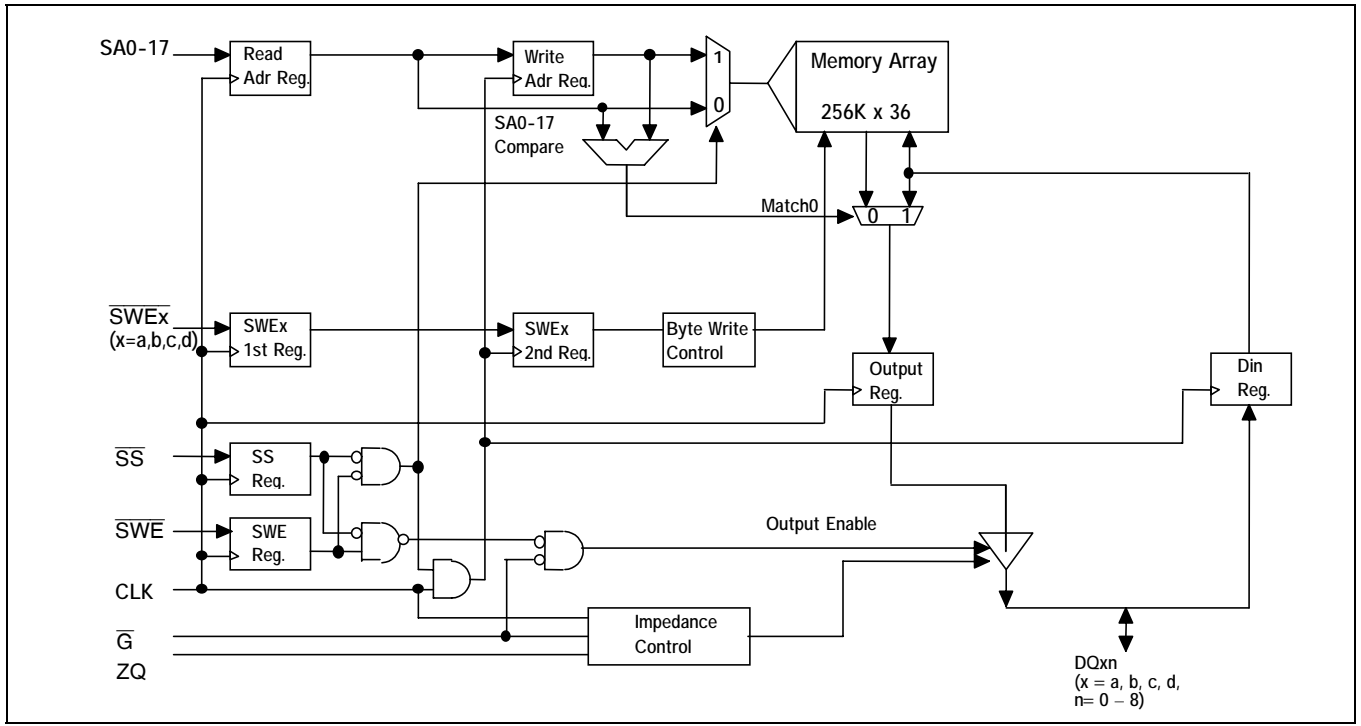 SA0-17
Read
Adr Reg.
Write
Adr Reg.
1
0
Memory Array
256K x 36
SA0-17
Compare
Match0
0 1
SWEx
(x=a,b,c,d)
SWEx
1st Reg.
SWEx
2nd Reg.
Byte Write
Control
Output
Reg.
Din
Reg.
SS
SS
Reg.
SWE
SWE
Reg.
Output Enable
CLK
G
ZQ
Impedance
Control
DQxn
(x = a, b, c, d,
n= 0 – 8)